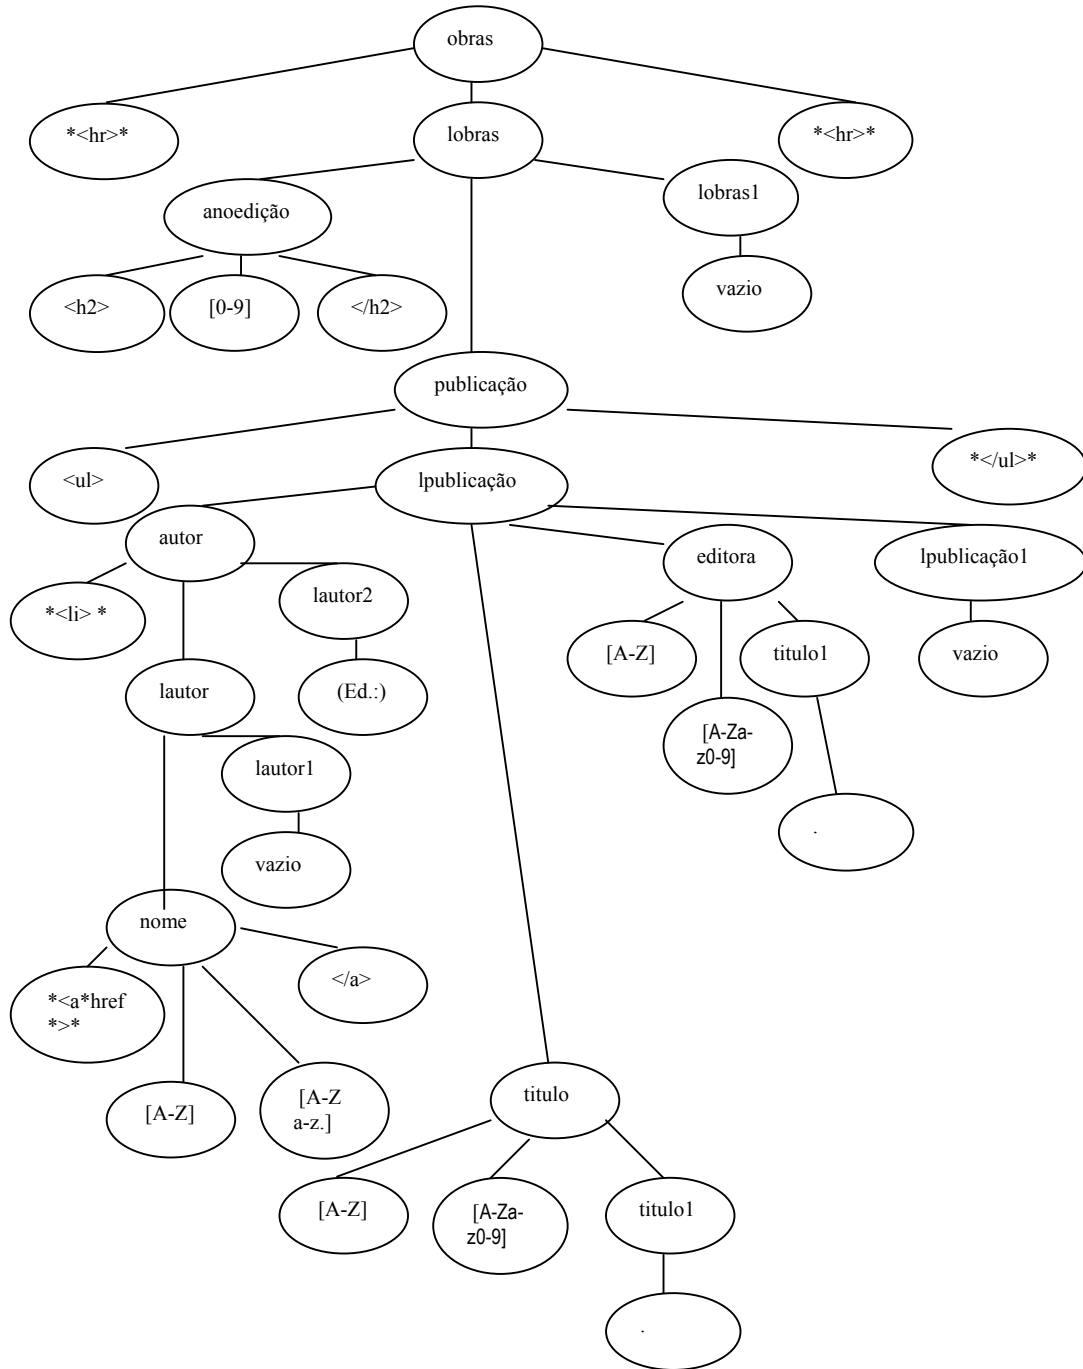 obras
*<hr>*
lobras
*<hr>*
anoedição
lobras1
<h2>
[0-9]
</h2>
vazio
publicação
<ul>
lpublicação
*</ul>*
autor
editora
lpublicação1
*<li> *
lautor2
[A-Z]
titulo1
vazio
lautor
(Ed.:)
[A-Za-
z0-9]
lautor1
.
vazio
nome
*<a*href
*>*
</a>
[A-Z]
[A-Z
a-z.]
titulo
[A-Z]
[A-Za-
z0-9]
titulo1
.